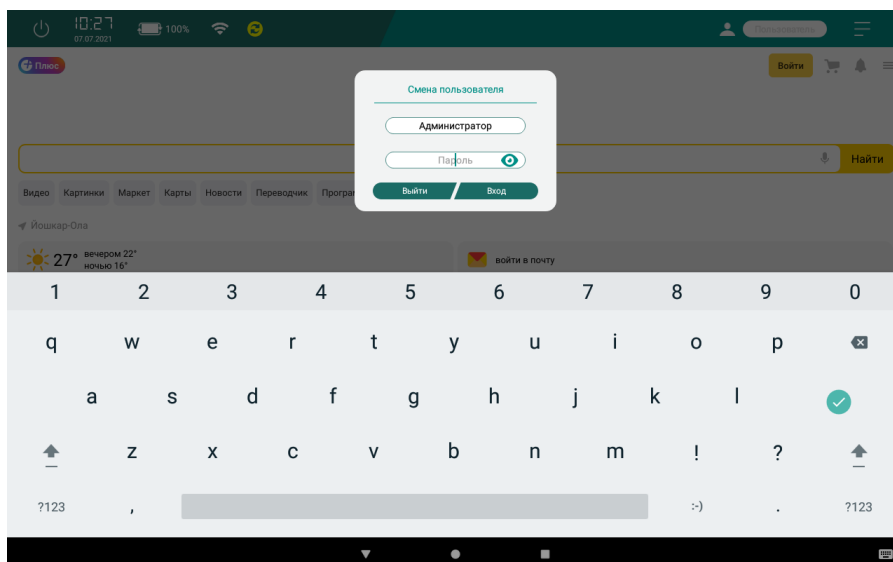 10:27
07.07.2021
100%
Пользователь
Плюс
Войти
Смена пользователя
Администратор
Пароль
Выйти
Вход
Найти
Видео Картинки Маркет Карты Новости Переводчик Програ
Йошкар-Ола
27° вечером 22°
ночью 16°
войти в почту
1 2 3 4 5 6 7 8 9 0
q w e r t y u i o p
a s d f g h j k l
z x c v b n m ! ?
?123 , :-) . ?123